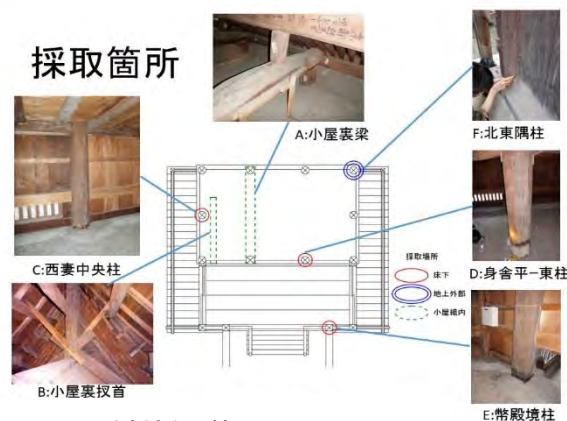 採取箇所
A:小屋裏梁
F:北東隅柱
C:西妻中央柱
採取場所
床下
地上外部
小屋組内
D:身舎平一東柱
B:小屋裏扠首
E:幣殿境柱